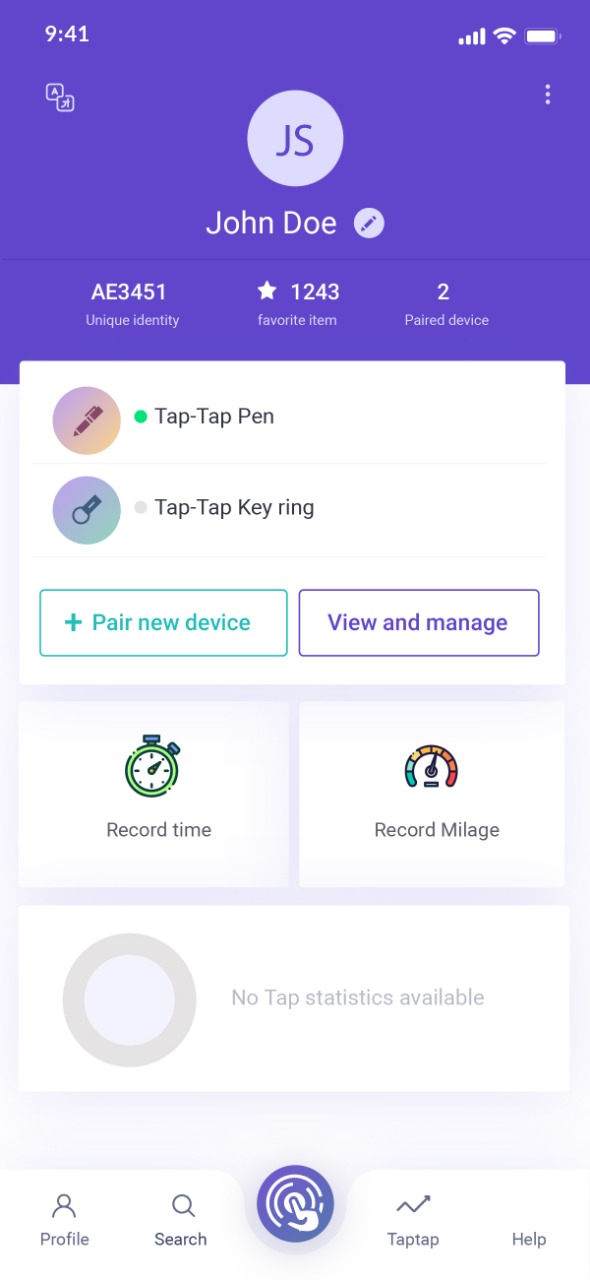 9:41
JS
John Doe
AE3451
1243
2
Unique identity
favorite item
Paired device
Tap-Tap Pen
Tap-Tap Key ring
+ Pair new device
View and manage
Record time
Record Milage
No Tap statistics available
Profile
Search
Taptap
Help